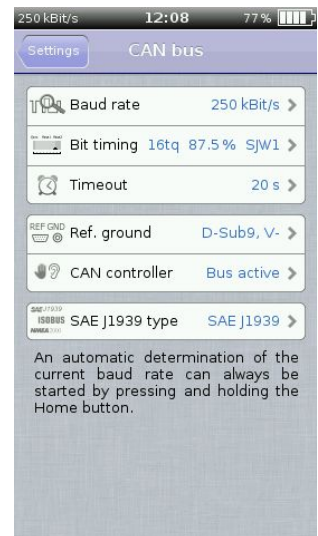 250 kBit/s 12:08 77%
Settings CAN bus
Baud rate 250 kBit/s
Bit timing 16tq 87.5% SJW1
Timeout 20 s
REF GND Ref. ground D-Sub9, V-
CAN controller Bus active
SAE J1939
ISOBUS SAE J1939 type SAE J1939
NMEA 2000
An automatic determination of the
current baud rate can always be
started by pressing and holding the
Home button.